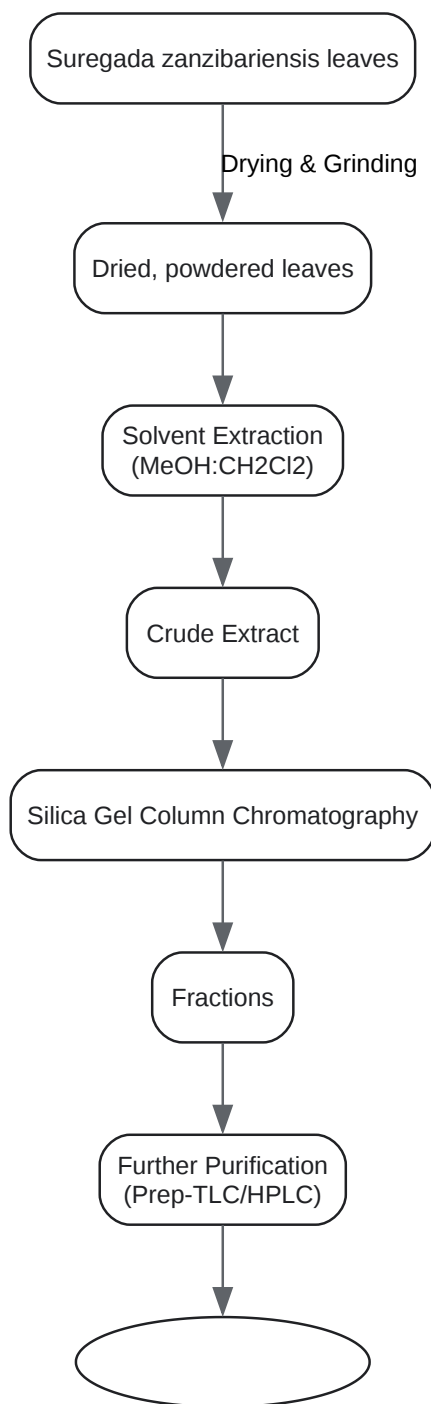 Suregada zanzibariensis leaves
Drying & Grinding
Dried, powdered leaves
Solvent Extraction
(MeOH:CH2Cl2)
Crude Extract
Silica Gel Column Chromatography
Fractions
Further Purification
(Prep-TLC/HPLC)